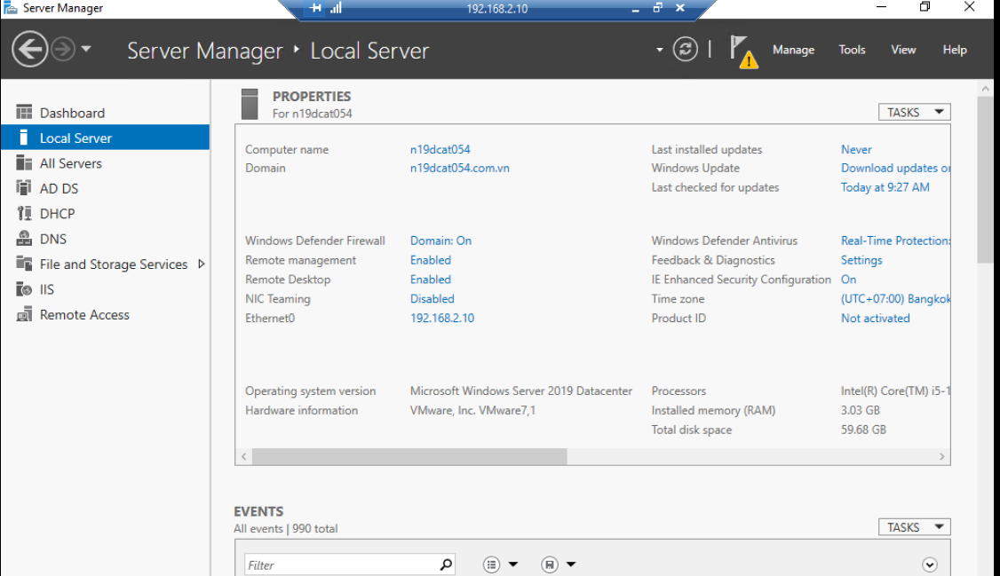 Server Manager
192.168.2.10
Server Manager ‣ Local Server
Manage Tools View Help
Dashboard
Local Server
All Servers
AD DS
DHCP
DNS
File and Storage Services
IIS
Remote Access
PROPERTIES
For n19dcat054
TASKS
Computer name n19dcat054 Last installed updates Never
Domain n19dcat054.com.vn Windows Update Download updates
Last checked for updates Today at 9:27 AM
Windows Defender Firewall Domain: On Windows Defender Antivirus Real-Time Protection:
Remote management Enabled Feedback & Diagnostics Settings
Remote Desktop Enabled IE Enhanced Security Configuration On
NIC Teaming Disabled Time zone (UTC+07:00) Bangkok
Ethernet0 192.168.2.10 Product ID Not activated
Operating system version Microsoft Windows Server 2019 Datacenter Processors Intel(R) Core(TM) i5-1
Hardware information VMware, Inc. VMware7,1 Installed memory (RAM) 3.03 GB
Total disk space 59.68 GB
EVENTS
All events | 990 total
TASKS
Filter